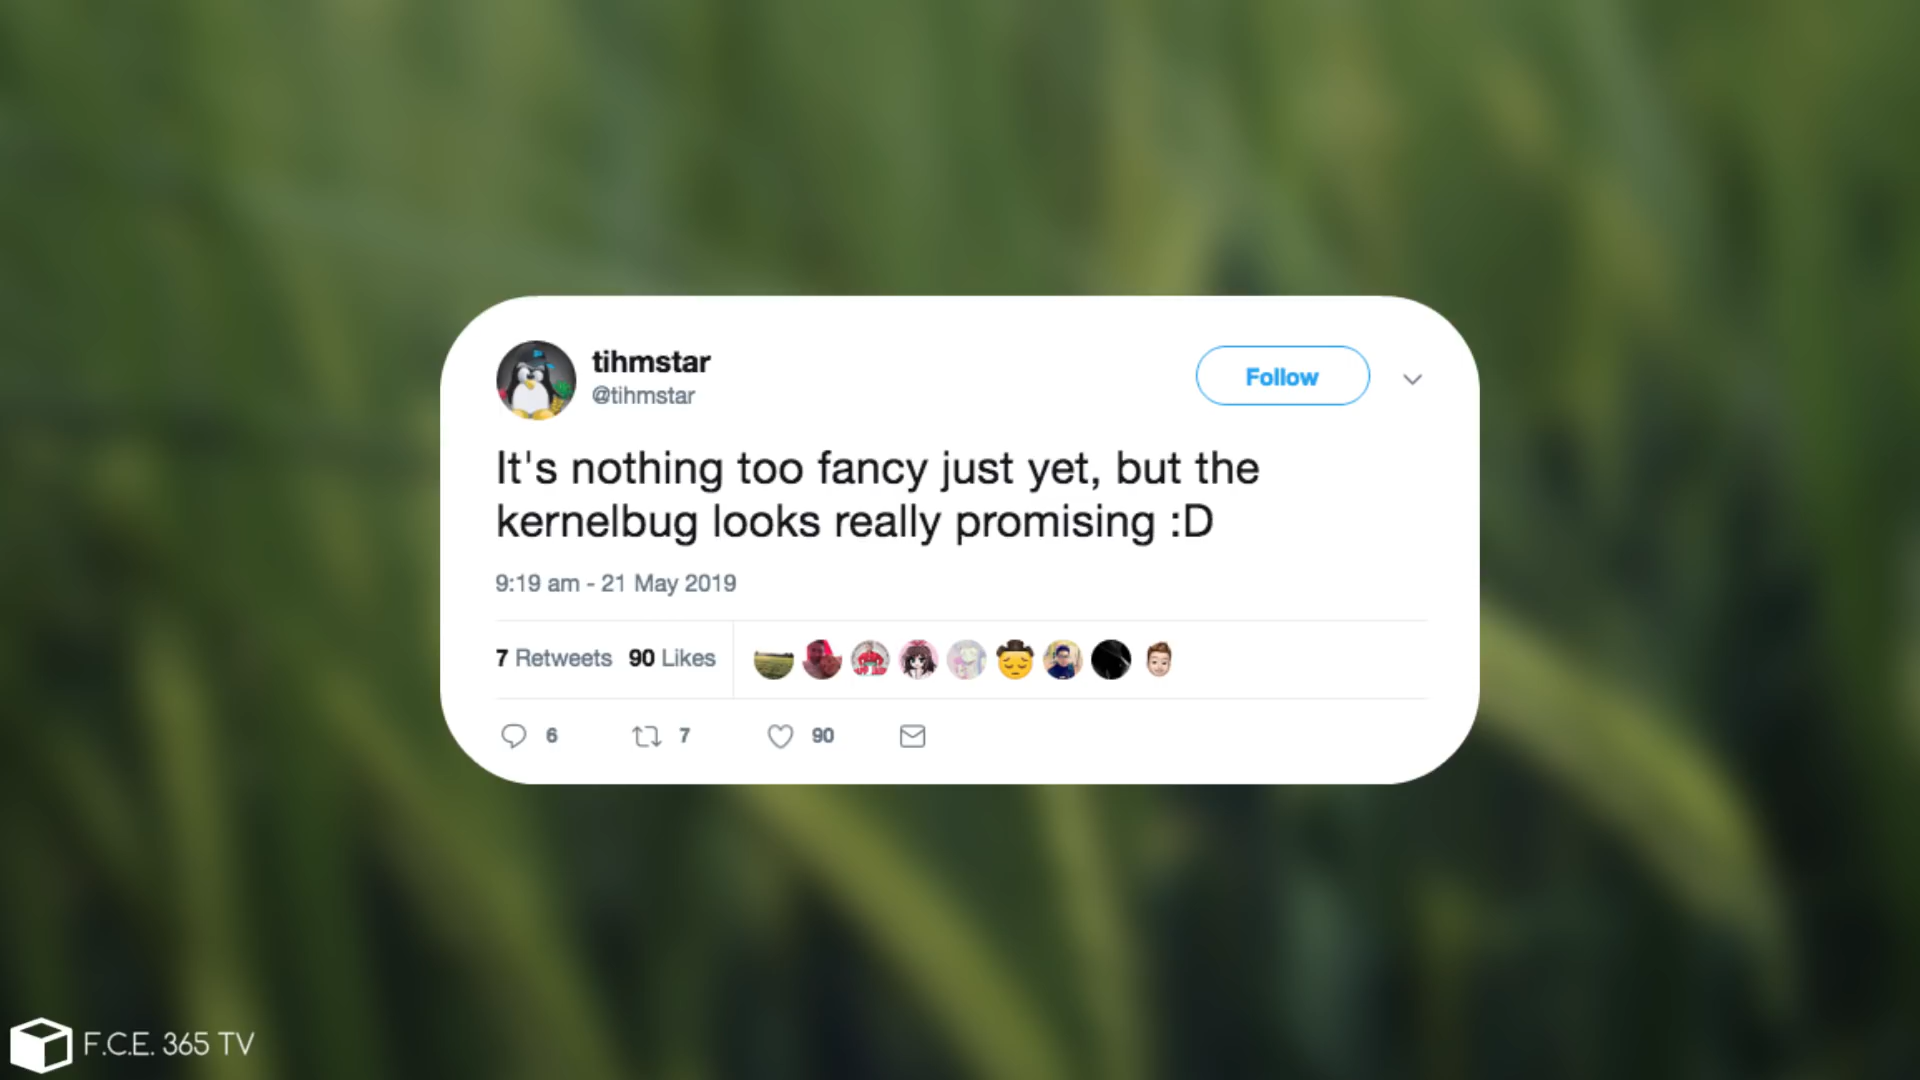 tihmstar
@tihmstar
Follow
It's nothing too fancy just yet, but the
kernelbug looks really promising :D
9:19 am - 21 May 2019
7 Retweets 90 Likes
6 7 90
F.C.E. 365 TV